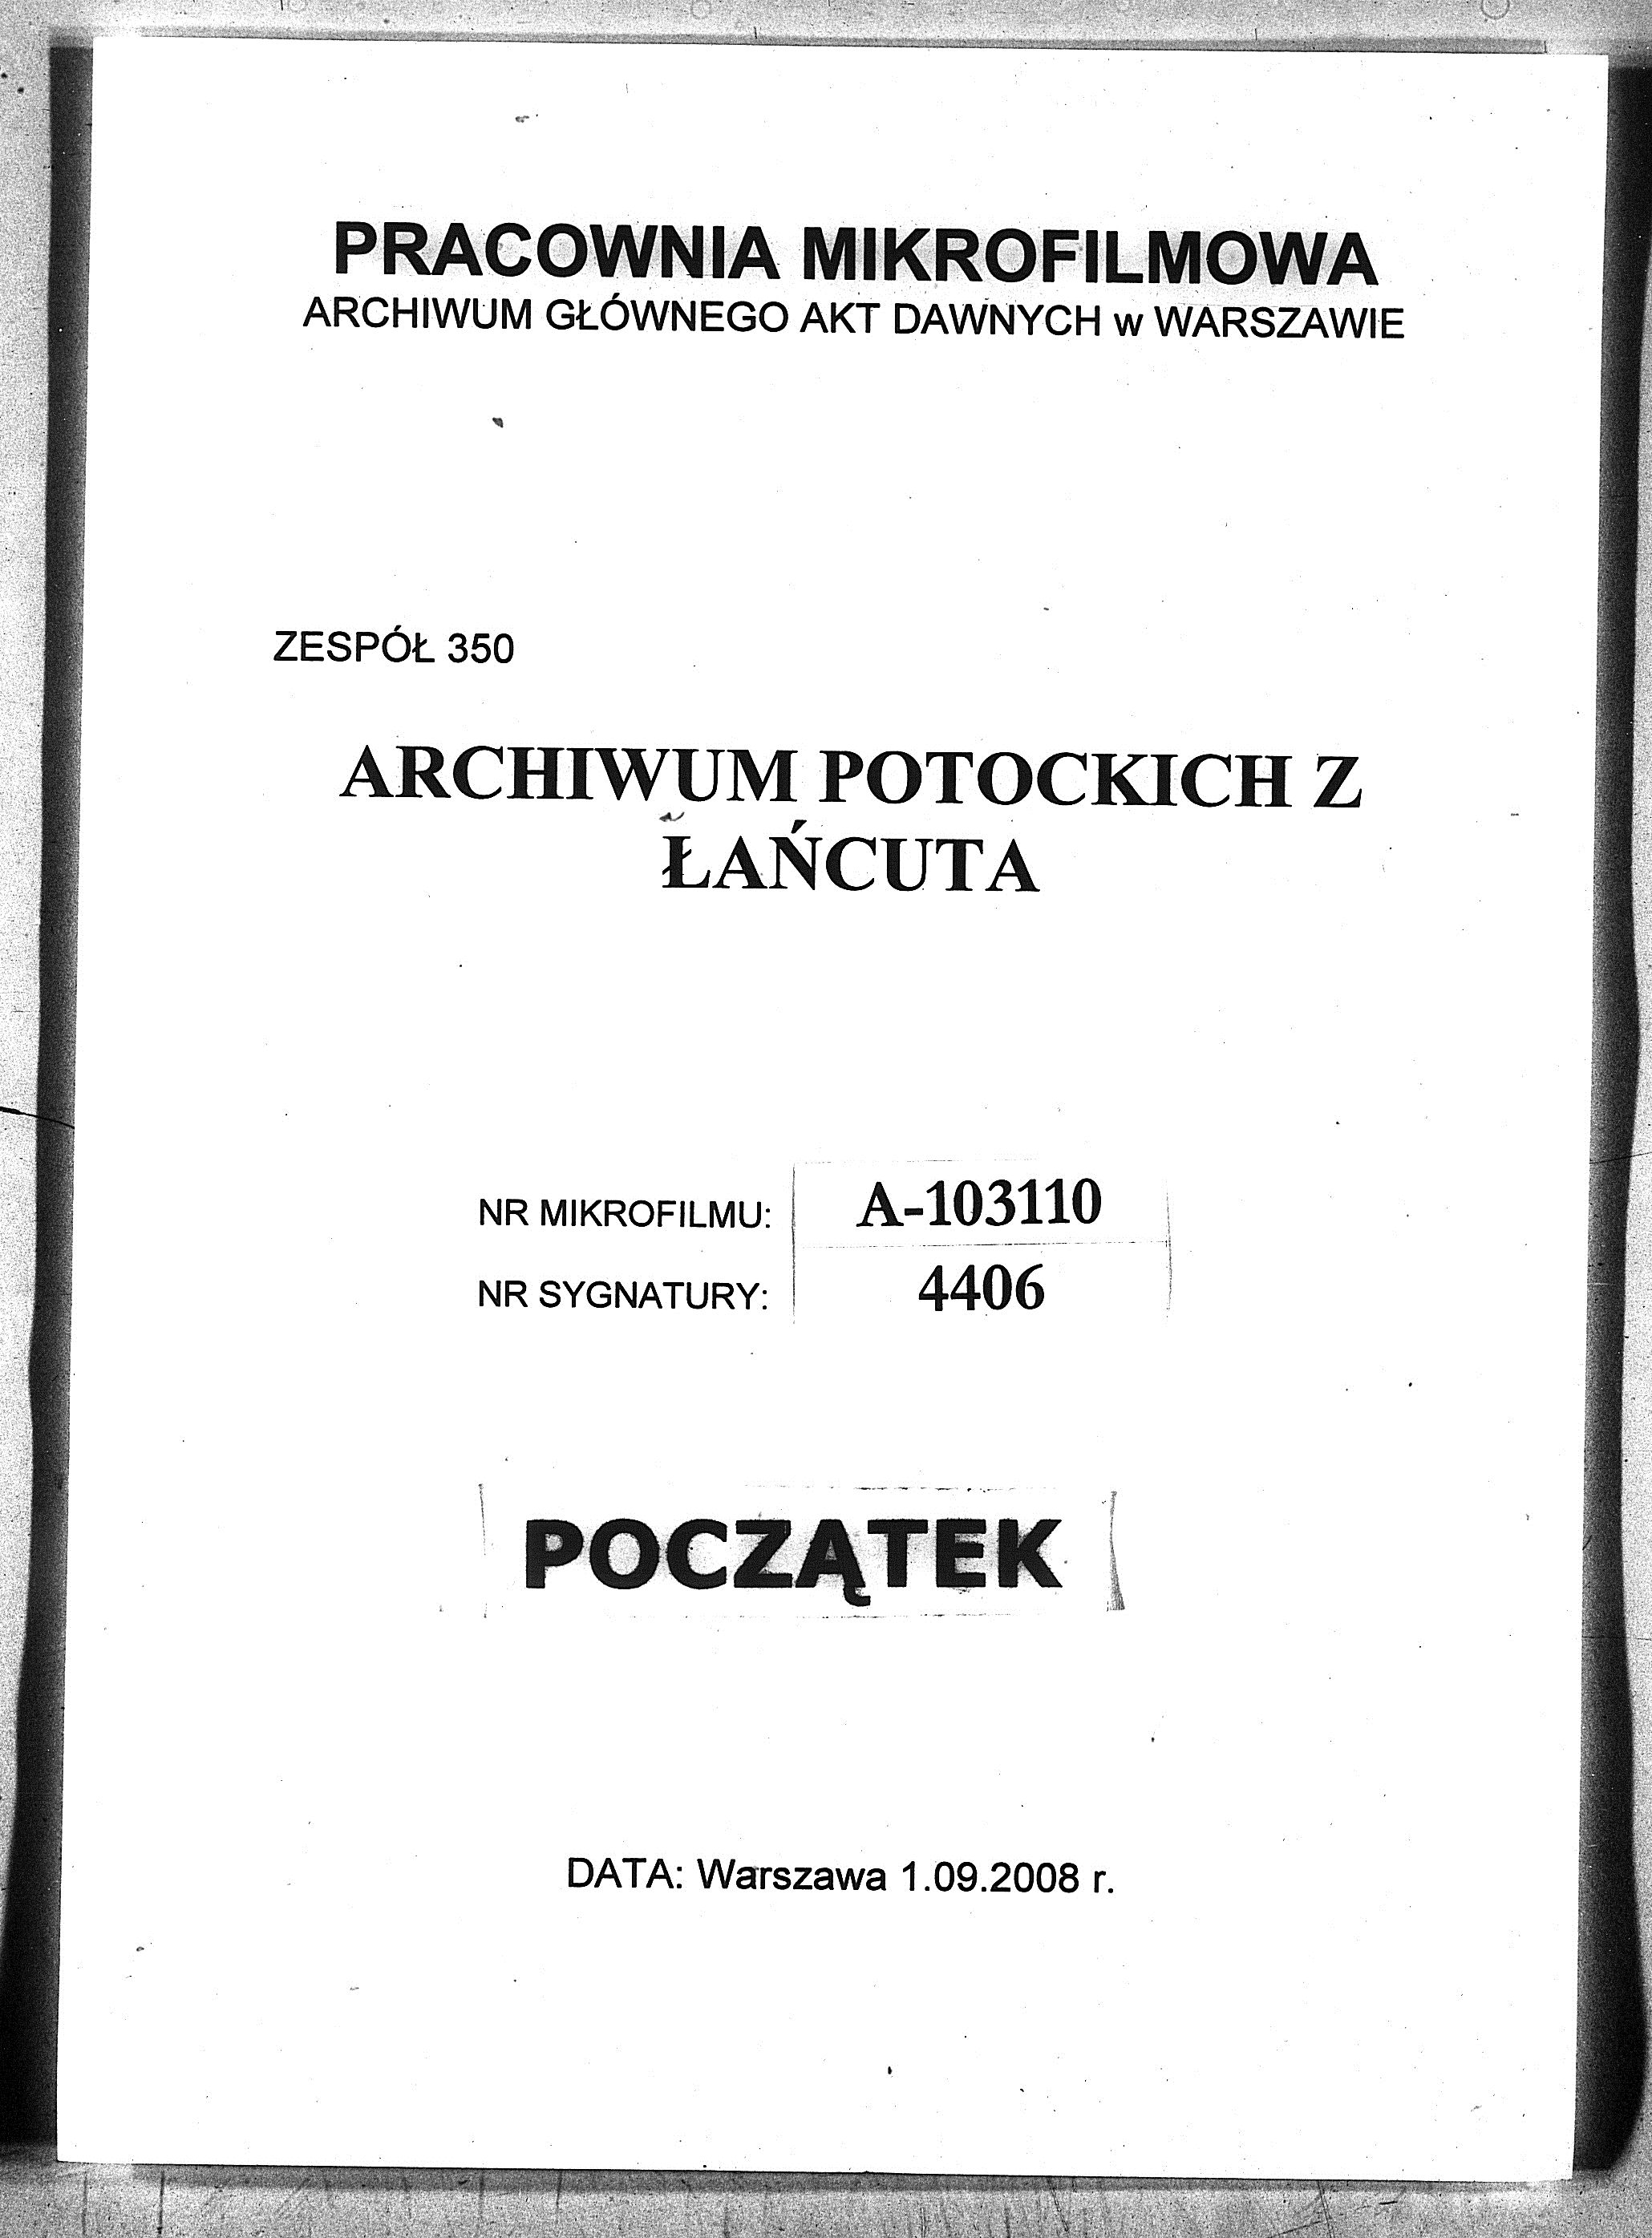 PRACOWNIA MIKROFILMOWA
ARCHIWUM GŁÓWNEGO AKT DAWNYCH w WARSZAWIE
ZESPÓŁ 350
ARCHIWUM POTOCKICH Z
ŁAŃCUTA
NR MIKROFILMU: A-103110
NR SYGNATURY: 4406
POCZĄTEK
DATA: Warszawa 1.09.2008 r.